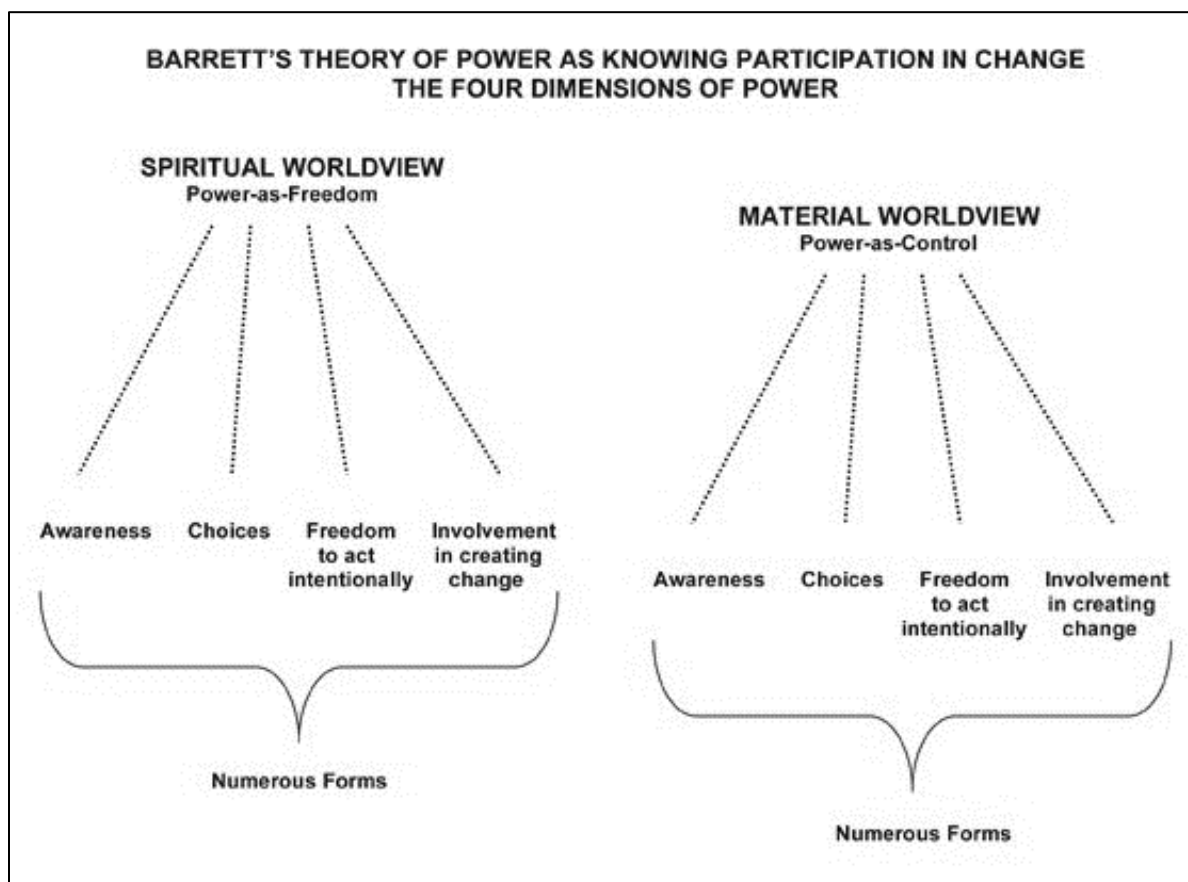 BARRETT'S THEORY OF POWER AS KNOWING PARTICIPATION IN CHANGE
THE FOUR DIMENSIONS OF POWER
SPIRITUAL WORLDVIEW
Power-as-Freedom
Awareness
Choices
Freedom
to act
intentionally
Involvement
in creating
change
Numerous Forms
MATERIAL WORLDVIEW
Power-as-Control
Awareness
Choices
Freedom
to act
intentionally
Involvement
in creating
change
Numerous Forms